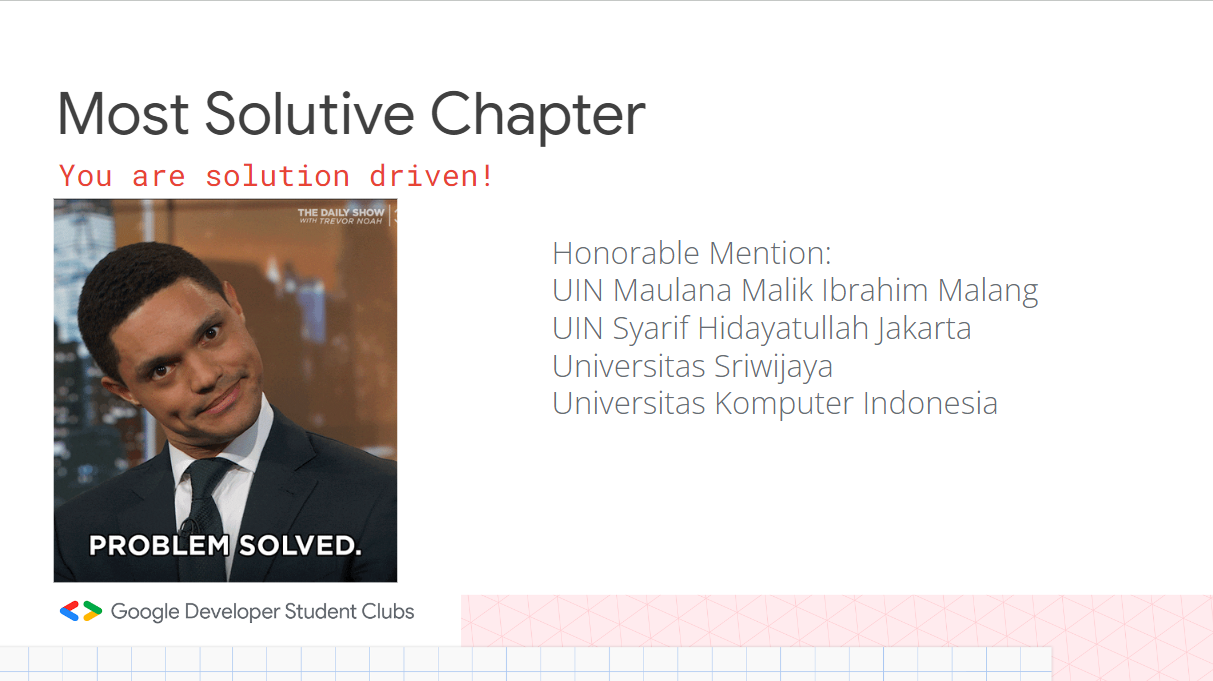 Most Solutive Chapter
You are solution driven!
THE DAILY SHOW
WITH TREVOR NOAH
PROBLEM SOLVED.
Honorable Mention:
UIN Maulana Malik Ibrahim Malang
UIN Syarif Hidayatullah Jakarta
Universitas Sriwijaya
Universitas Komputer Indonesia
Google Developer Student Clubs